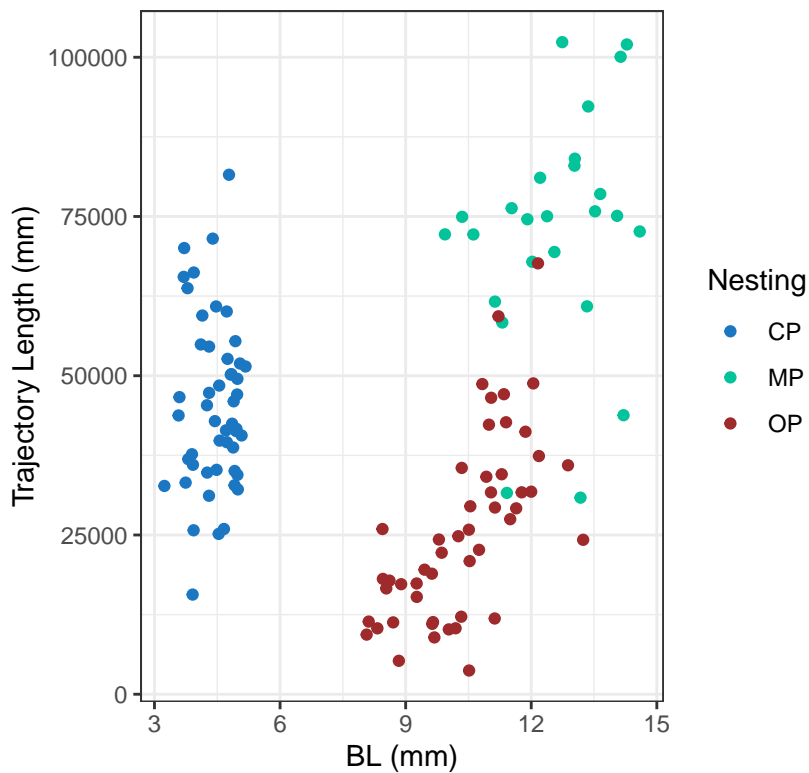 100000
75000
50000
25000
0
Trajectory Length (mm)
3 6 9 12 15
BL (mm)
Nesting
CP
MP
OP